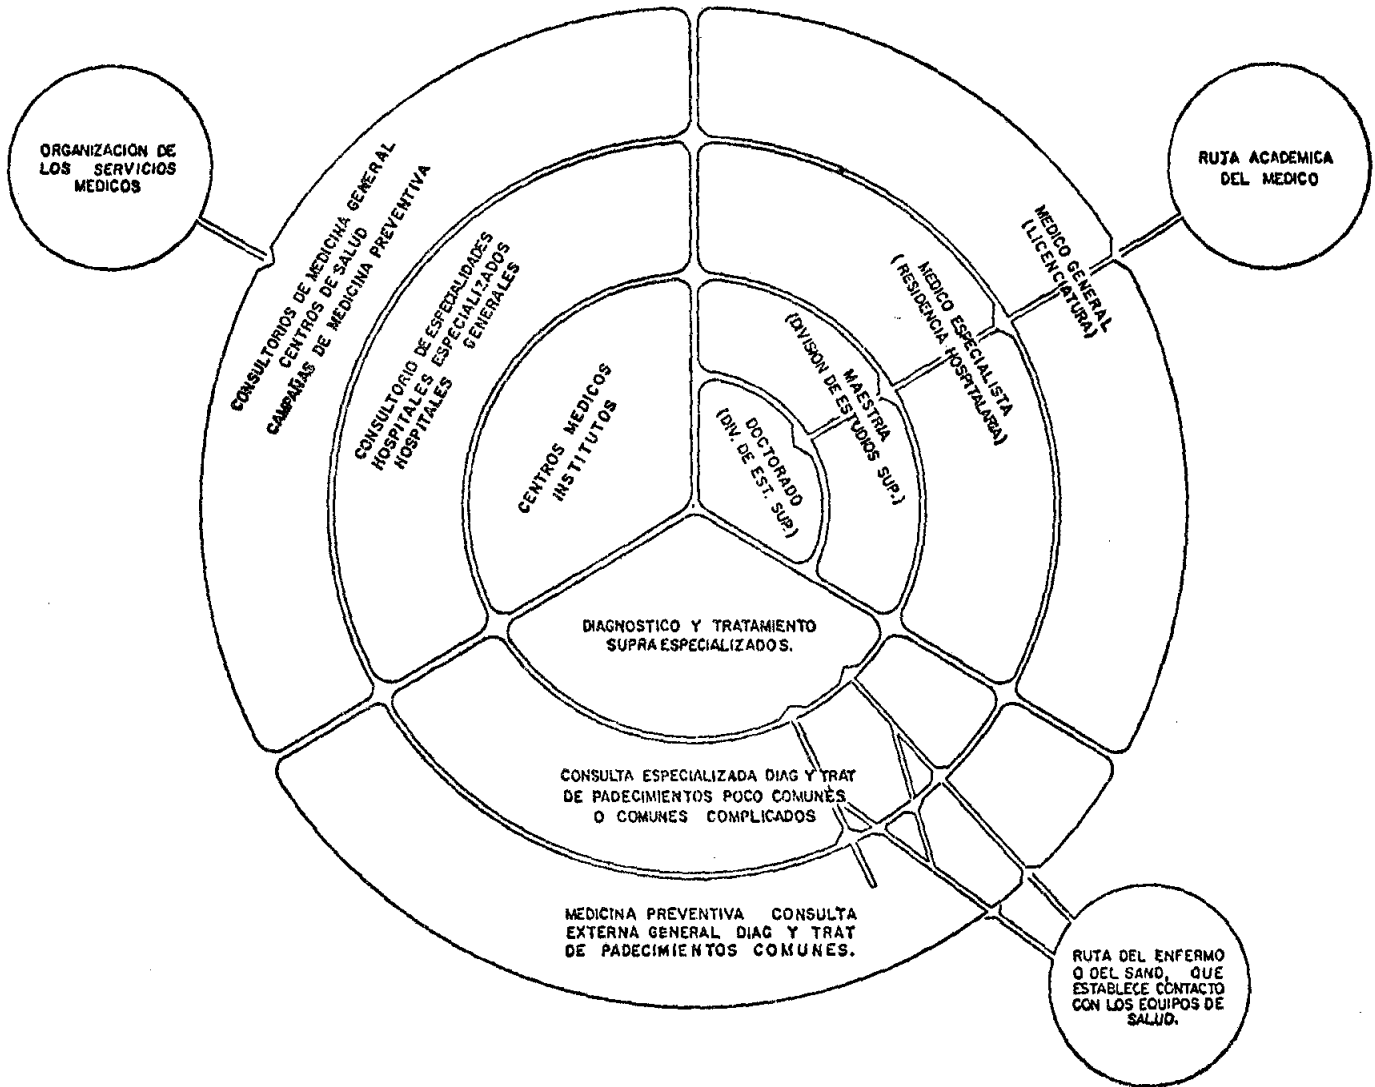 ORGANIZACION DE
LOS SERVICIOS
MEDICOS
RUTA ACADEMICA
DEL MEDICO
CONSULTORIOS DE MEDICINA GENERAL
CENTROS DE SALUD
CAMPAÑAS DE MEDICINA PREVENTIVA
CONSULTORIO DE ESPECIALIDADES
HOSPITALES ESPECIALIZADOS
HOSPITALES GENERALES
CENTROS MEDICOS
INSTITUTOS
MEDICO GENERAL
(LICENCIATURA)
MEDICO ESPECIALISTA
(RESIDENCIA HOSPITALARIA)
MAESTRIA
(DIVISION DE ESTUDIOS SUP.)
DOCTORADO
(DIV. DE EST. SUP.)
DIAGNOSTICO Y TRATAMIENTO
SUPRA ESPECIALIZADOS.
CONSULTA ESPECIALIZADA DIAG Y TRAT
DE PADECIMIENTOS POCO COMUNES
O COMUNES COMPLICADOS
MEDICINA PREVENTIVA CONSULTA
EXTERNA GENERAL DIAG Y TRAT
DE PADECIMIENTOS COMUNES.
RUTA DEL ENFERMO
O DEL SANO, QUE
ESTABLECE CONTACTO
CON LOS EQUIPOS DE
SALUD.